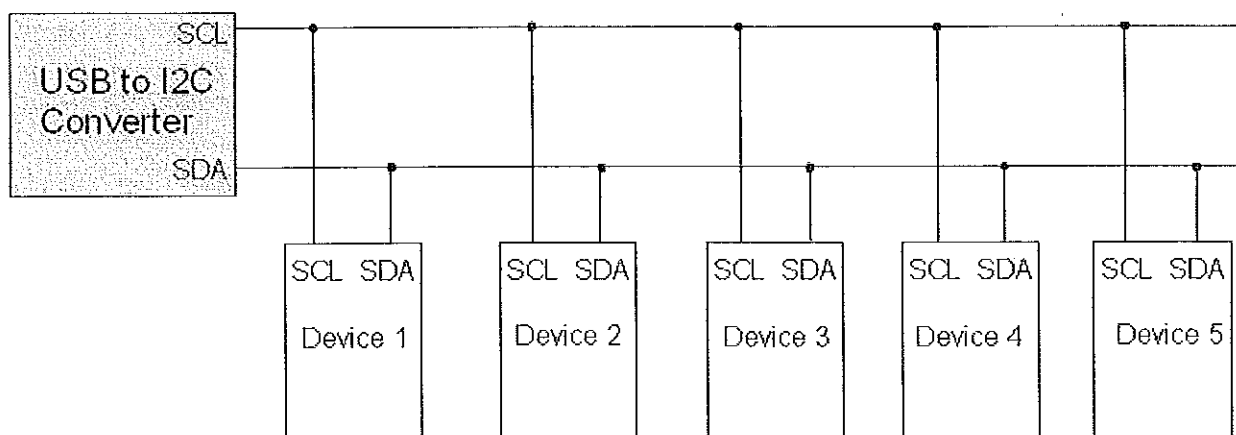 SCL
USB to I2C
Converter
SDA
SCL SDA
Device 1
SCL SDA
Device 2
SCL SDA
Device 3
SCL SDA
Device 4
SCL SDA
Device 5